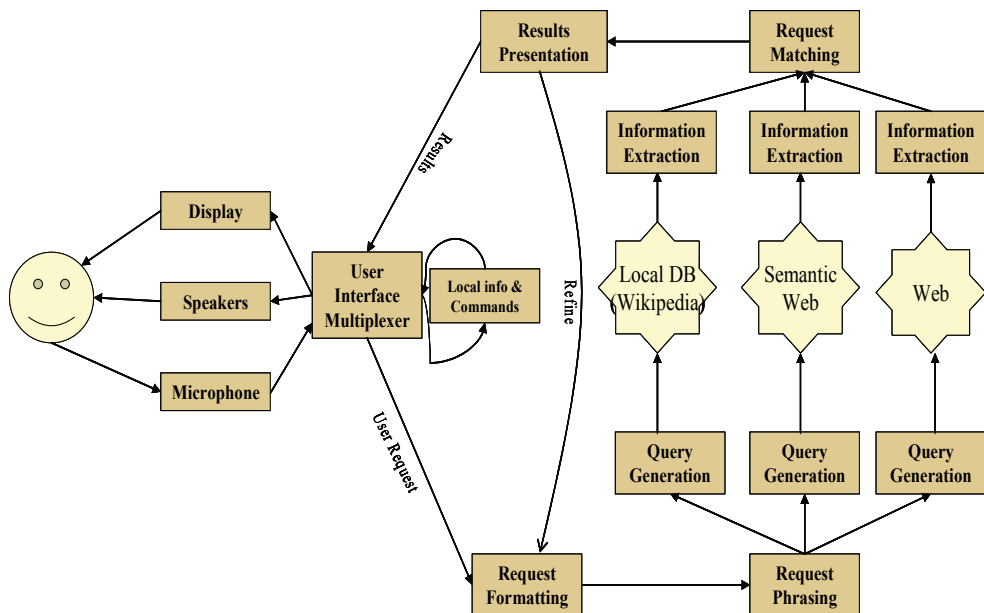 Results
Presentation
Request
Matching
Information
Extraction
Information
Extraction
Information
Extraction
Results
Display
Speakers
Microphone
User
Interface
Multiplexer
Local info &
Commands
Refine
Local DB
(Wikipedia)
Semantic
Web
Web
User Request
Query
Generation
Query
Generation
Query
Generation
Request
Formatting
Request
Phrasing